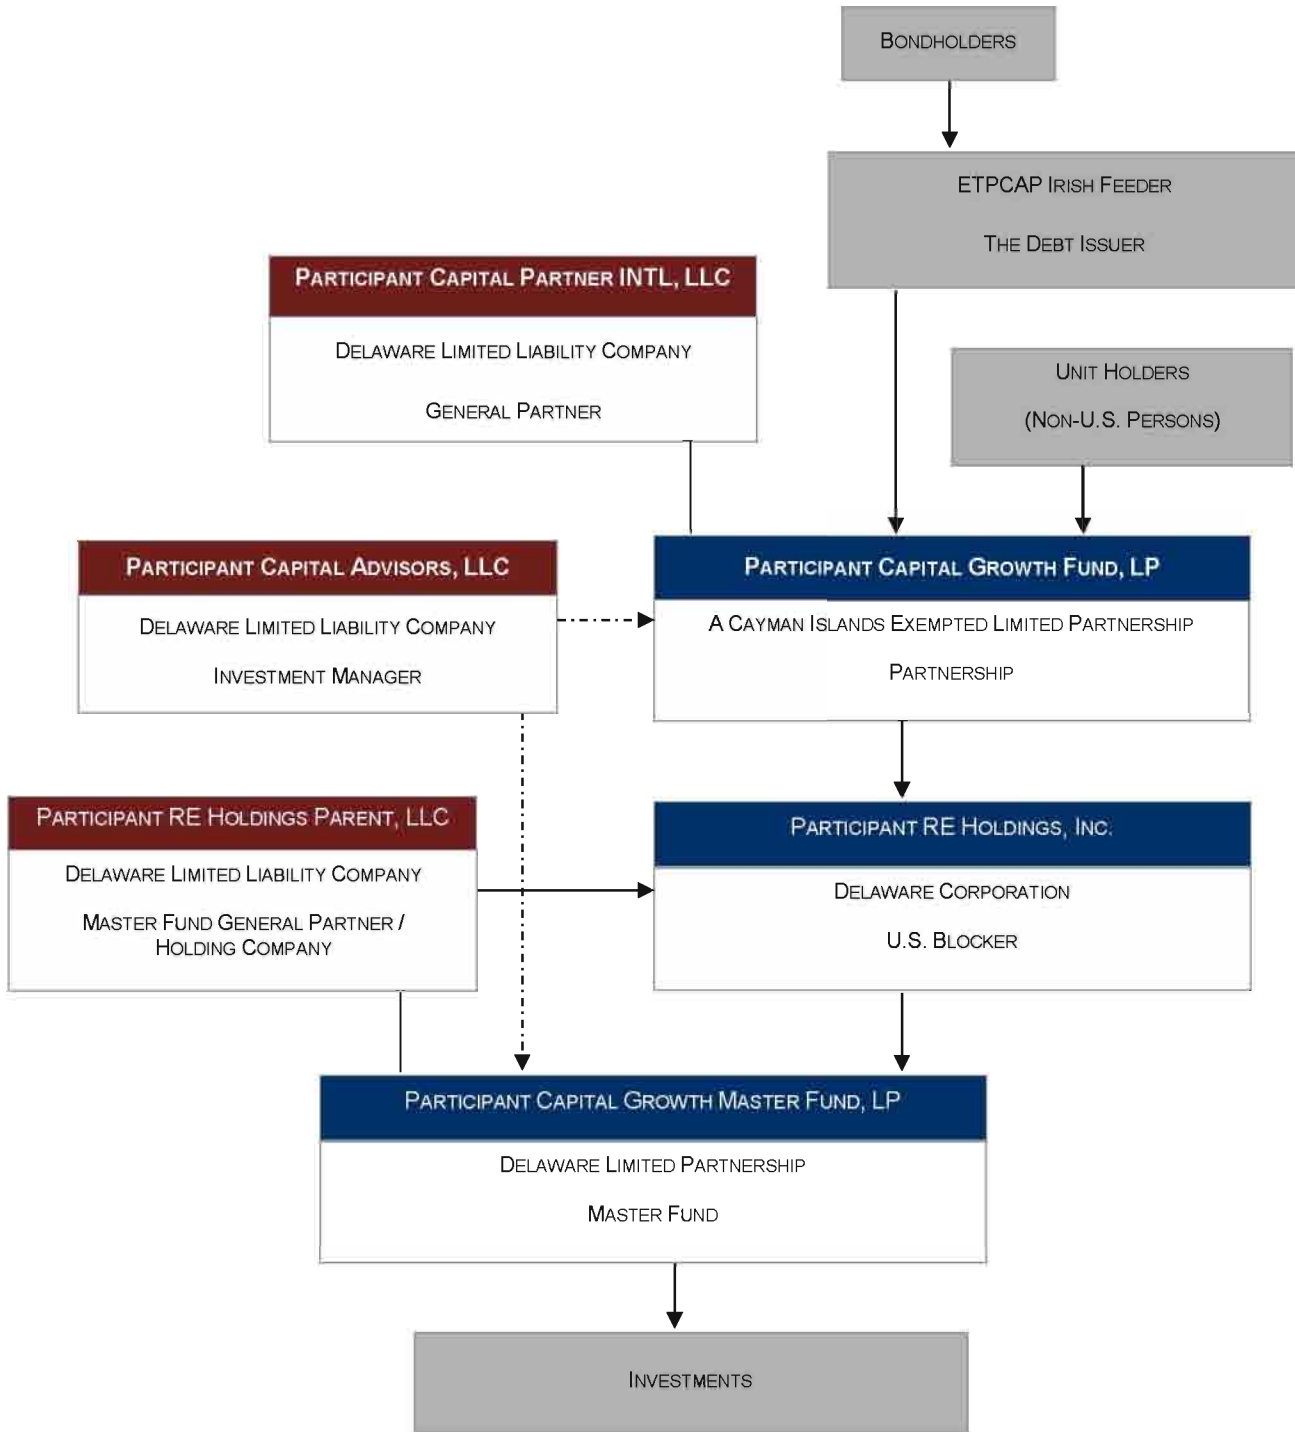 BONDHOLDERS
ETPCAP IRISH FEEDER
THE DEBT ISSUER
PARTICIPANT CAPITAL PARTNER INTL, LLC
DELAWARE LIMITED LIABILITY COMPANY
GENERAL PARTNER
UNIT HOLDERS
(NON-U.S. PERSONS)
PARTICIPANT CAPITAL ADVISORS, LLC
DELAWARE LIMITED LIABILITY COMPANY
INVESTMENT MANAGER
PARTICIPANT CAPITAL GROWTH FUND, LP
A CAYMAN ISLANDS EXEMPTED LIMITED PARTNERSHIP
PARTNERSHIP
PARTICIPANT RE HOLDINGS PARENT, LLC
DELAWARE LIMITED LIABILITY COMPANY
MASTER FUND GENERAL PARTNER /
HOLDING COMPANY
PARTICIPANT RE HOLDINGS, INC.
DELAWARE CORPORATION
U.S. BLOCKER
PARTICIPANT CAPITAL GROWTH MASTER FUND, LP
DELAWARE LIMITED PARTNERSHIP
MASTER FUND
INVESTMENTS